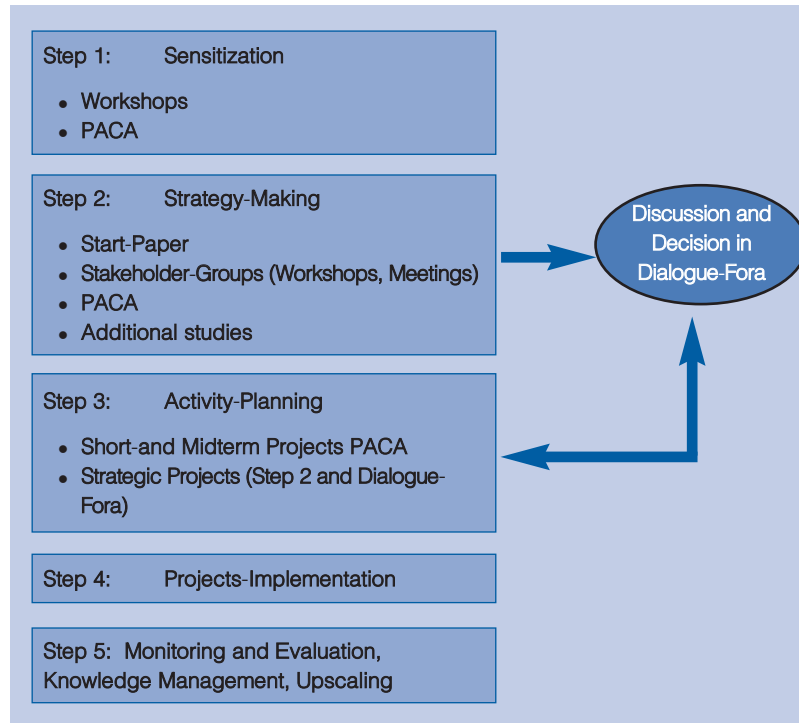 Step 1: Sensitization
• Workshops
• PACA
Step 2: Strategy-Making
• Start-Paper
• Stakeholder-Groups (Workshops, Meetings)
• PACA
• Additional studies
Discussion and
Decision in
Dialogue-Fora
Step 3: Activity-Planning
• Short-and Midterm Projects PACA
• Strategic Projects (Step 2 and Dialogue-
Fora)
Step 4: Projects-Implementation
Step 5: Monitoring and Evaluation,
Knowledge Management, Upscaling